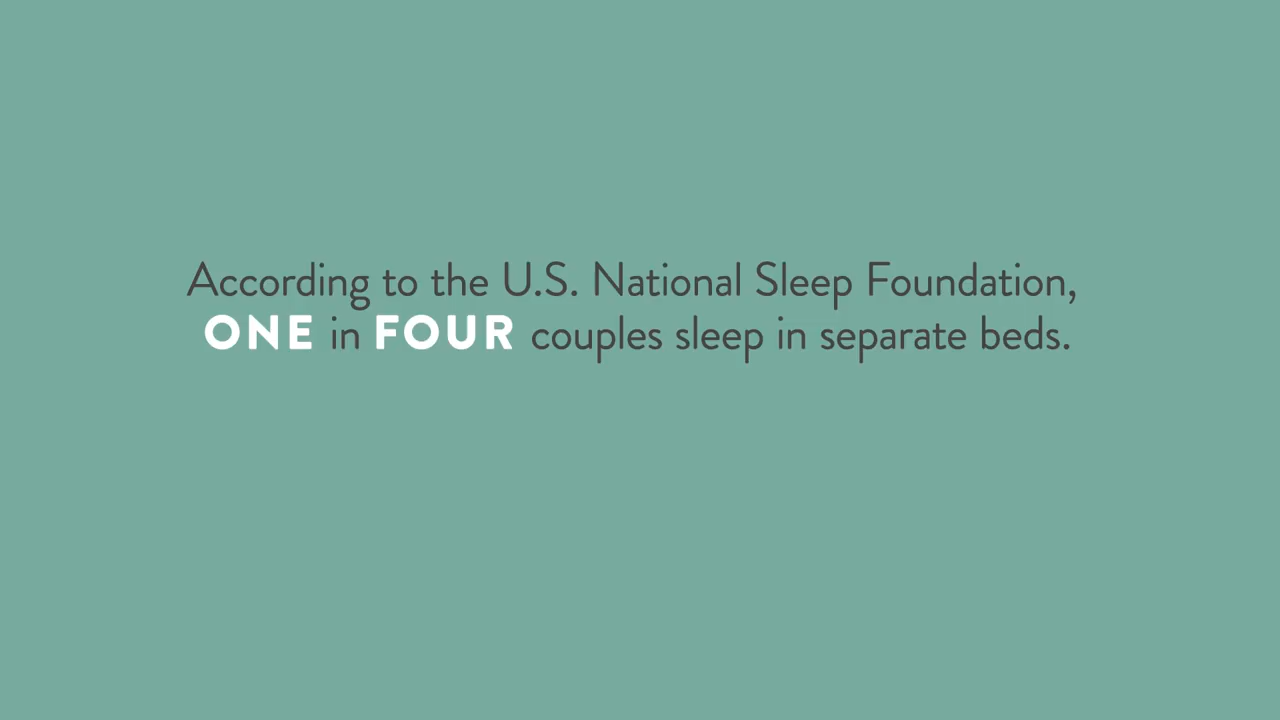 According to the U.S. National Sleep Foundation,
ONE in FOUR couples sleep in separate beds.